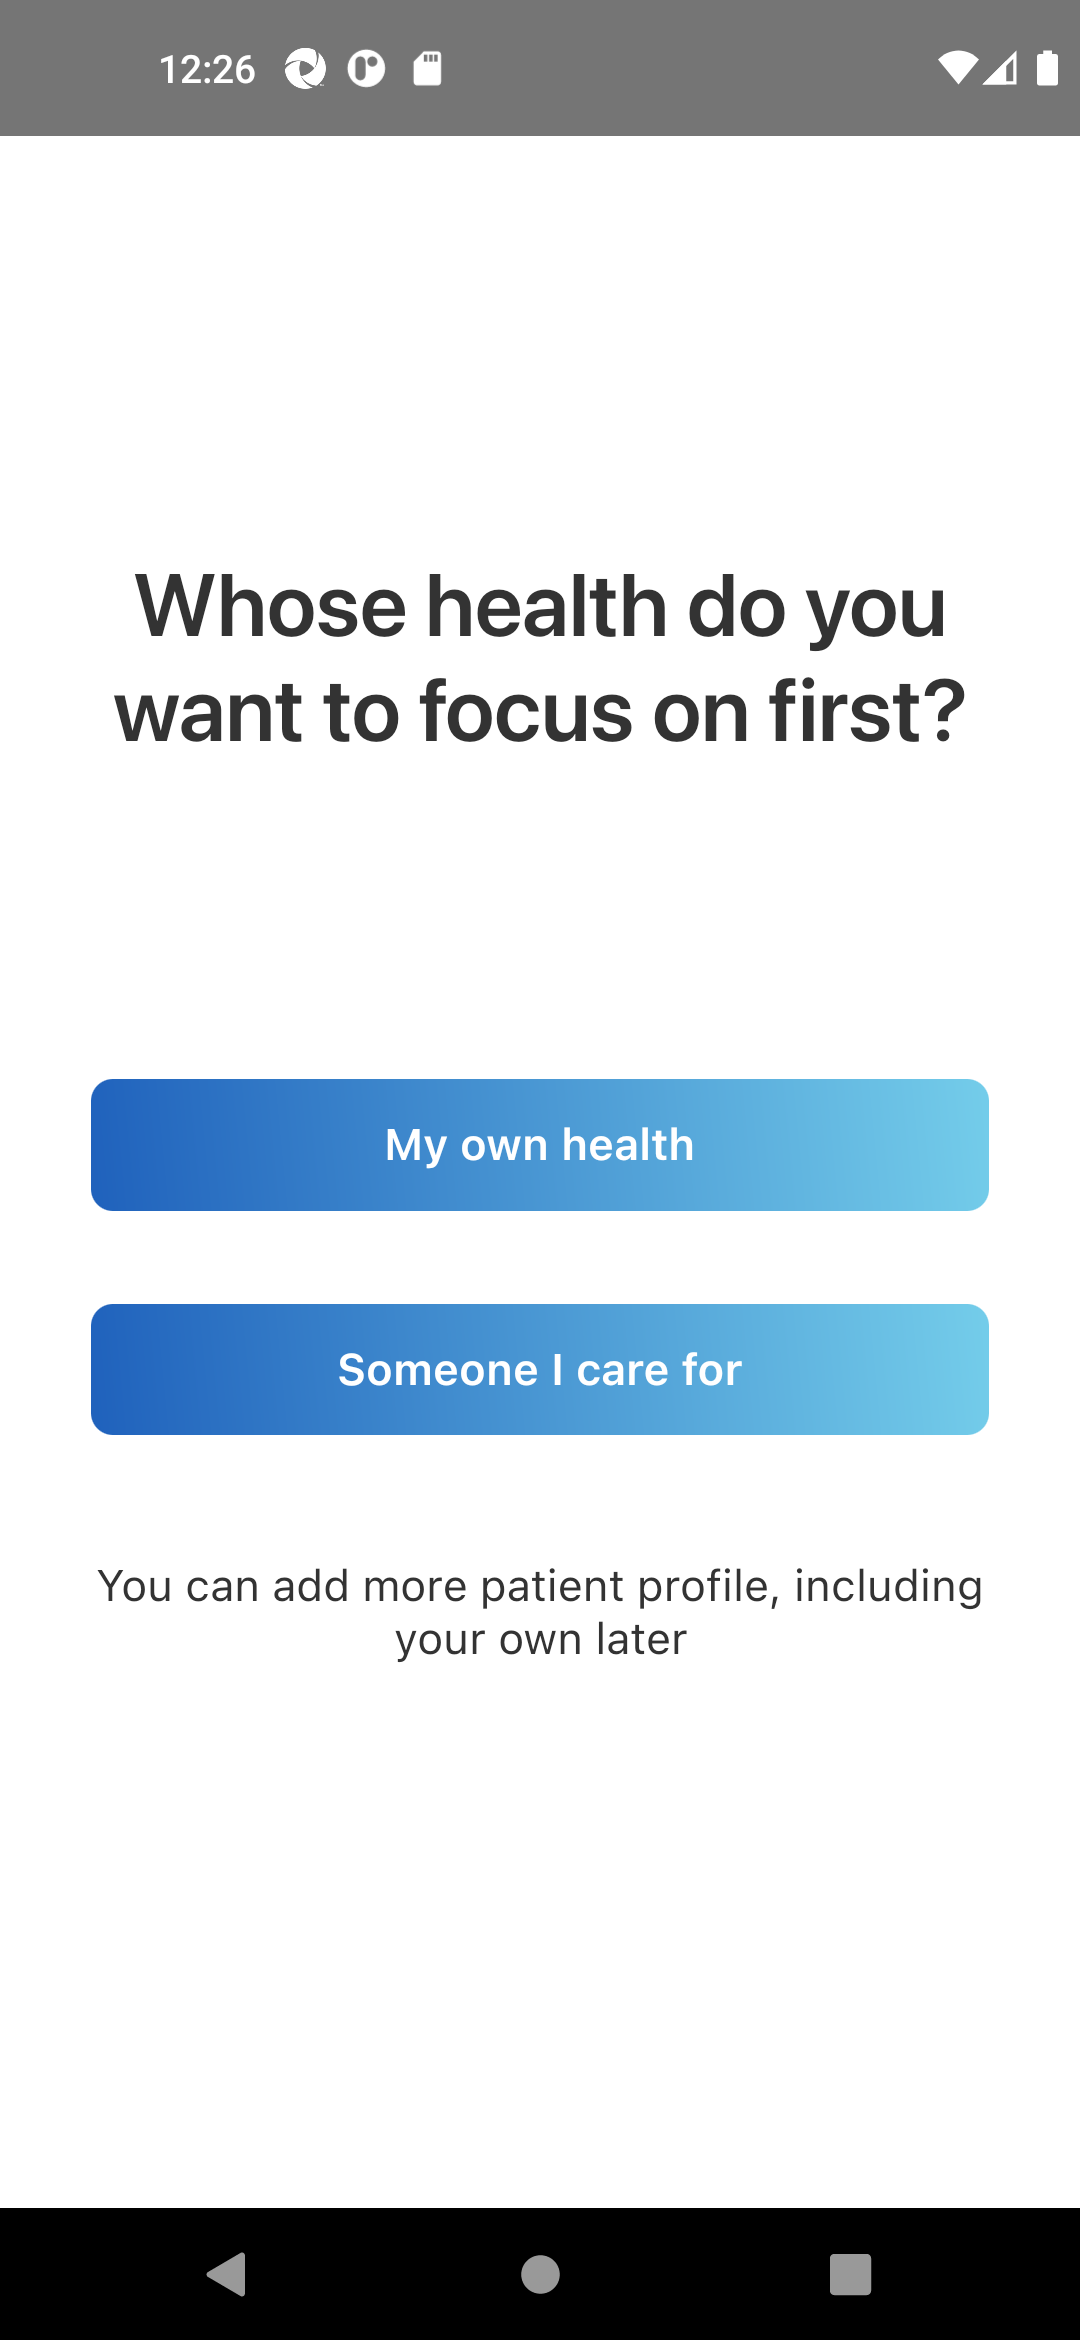 12:26
Whose health do you
want to focus on first?
My own health
Someone I care for
You can add more patient profile, including
your own later